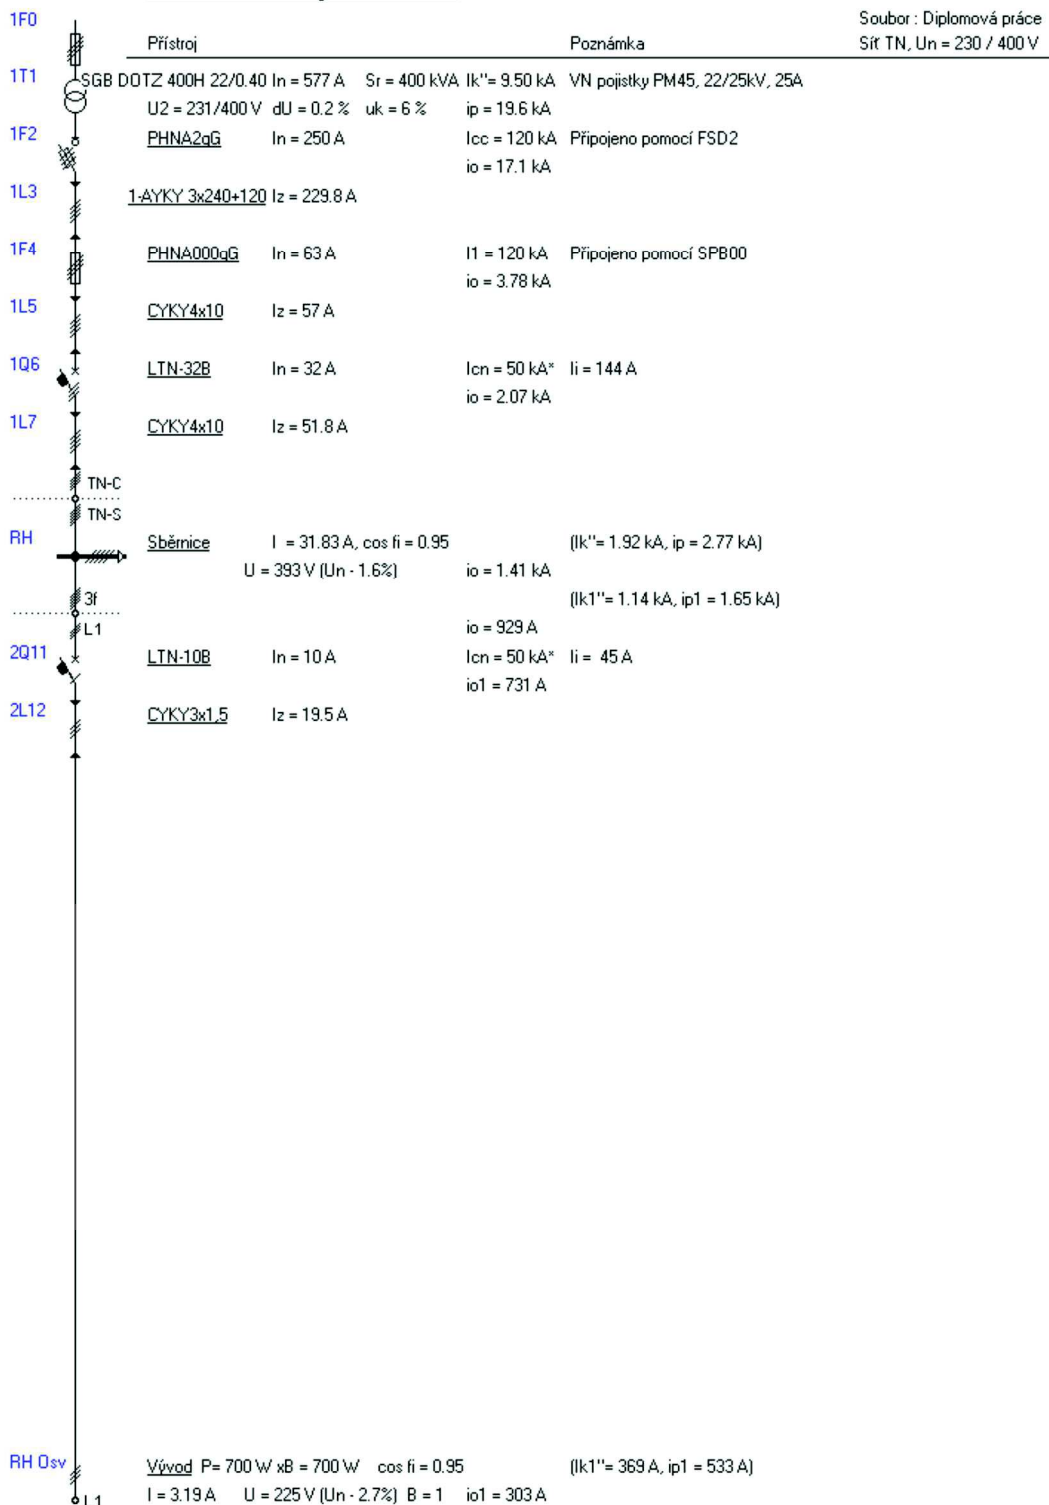 1F0 Soubor : Diplomová práce
Přístroj Poznámka Síť TN, Un = 230 / 400 V
1T1 SGB DOTZ 400H 22/0.40 In = 577 A Sr = 400 kVA Ik''= 9.50 kA VN pojistky PM45, 22/25kV, 25A
U2 = 231/400 V dU = 0.2 % uk = 6 % ip = 19.6 kA
1F2 PHNA2gG In = 250 A Icc = 120 kA Připojeno pomocí FSD2
io = 17.1 kA
1L3 1-AYKY 3x240+120 Iz = 229.8 A
1F4 PHNA000gG In = 63 A I1 = 120 kA Připojeno pomocí SPB00
io = 3.78 kA
1L5 CYKY4x10 Iz = 57 A
1Q6 LTN-32B In = 32 A Icn = 50 kA* Ii = 144 A
io = 2.07 kA
1L7 CYKY4x10 Iz = 51.8 A
TN-C
TN-S
RH Sběrnice I = 31.83 A, cos fi = 0.95 (Ik''= 1.92 kA, ip = 2.77 kA)
U = 393 V (Un - 1.6%) io = 1.41 kA
3f (Ik1''= 1.14 kA, ip1 = 1.65 kA)
L1 io = 929 A
2Q11 LTN-10B In = 10 A Icn = 50 kA* Ii = 45 A
io1 = 731 A
2L12 CYKY3x1,5 Iz = 19.5 A
RH Osv Vývod P= 700 W xB = 700 W cos fi = 0.95 (Ik1''= 369 A, ip1 = 533 A)
L1 I = 3.19 A U = 225 V (Un - 2.7%) B = 1 io1 = 303 A